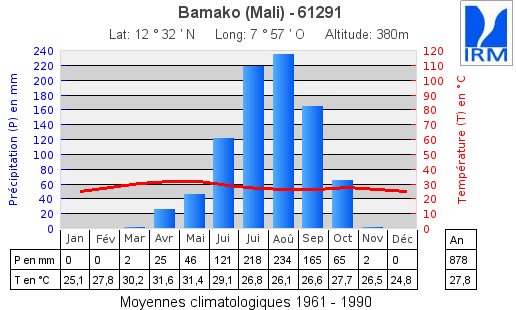 Bamako (Mali) - 61291
Lat: 12 ° 32 ' N Long: 7 ° 57 ' O Altitude: 380m
IRM
Précipitation (P) en mm
240
220
200
180
160
140
120
100
80
60
40
20
0
Température (T) en °C
120
110
100
90
80
70
60
50
40
30
20
10
0
Jan Fév Mar Avr Mai Jui Jui Aoû Sep Oct Nov Déc An
P en mm 0 0 2 25 46 121 218 234 165 65 2 0 878
T en °C 25,1 27,8 30,2 31,6 31,4 29,1 26,8 26,1 26,6 27,7 26,5 24,8 27,8
Moyennes climatologiques 1961 - 1990